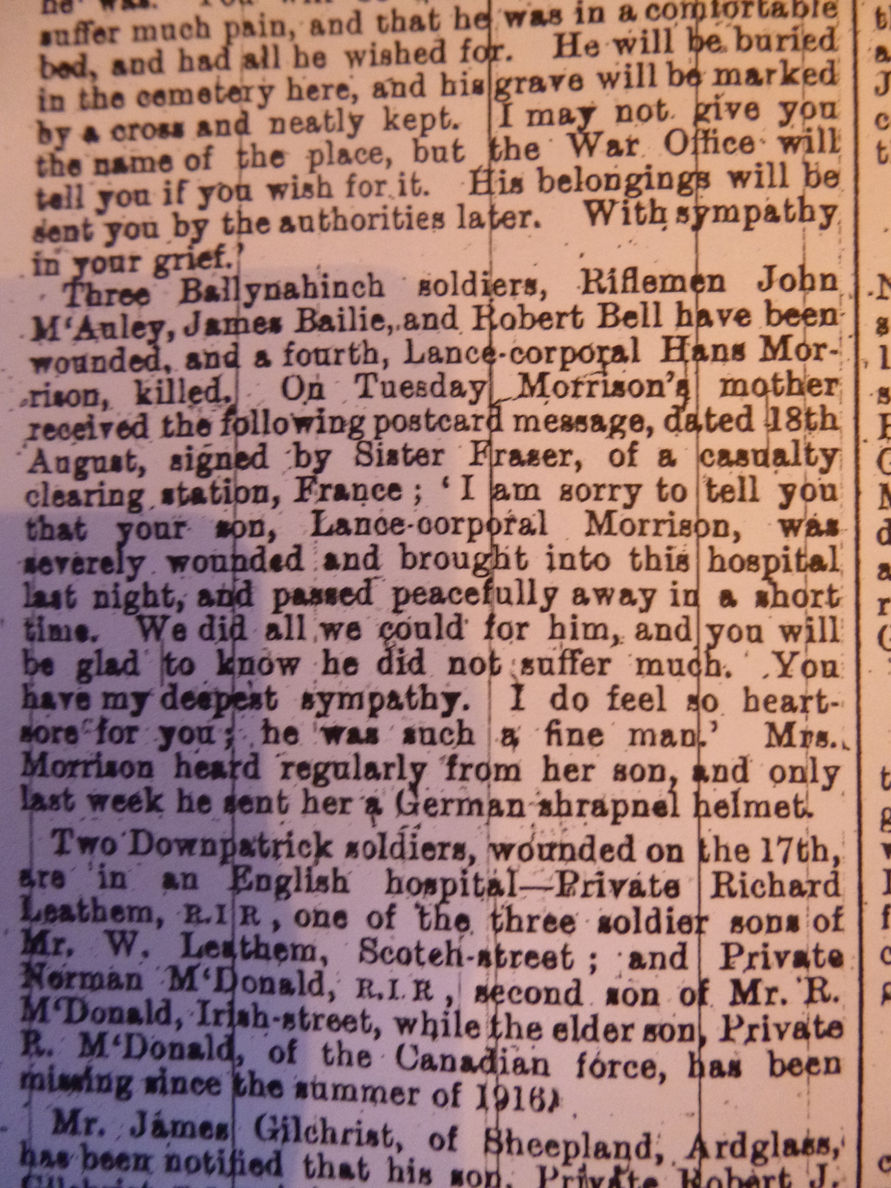 he was. You will be
suffer much pain, and that he was in a comfortable
bed, and had all he wished for. He will be buried
in the cemetery here, and his grave will be marked
by a cross and neatly kept. I may not give you
the name of the place, but the War Office will
tell you if you wish for it. His belongings will be
sent you by the authorities later. With sympathy
in your grief.'
Three Ballynahinch soldiers, Riflemen John
M'Auley, James Bailie, and Robert Bell have been
wounded, and a fourth, Lance-corporal Hans Mor-
rison, killed. On Tuesday Morrison's mother
received the following postcard message, dated 18th
August, signed by Sister Fraser, of a casualty
clearing station, France ; ' I am sorry to tell you
that your son, Lance-corporal Morrison, was
severely wounded and brought into this hospital
last night, and passed peacefully away in a short
time. We did all we could for him, and you will
be glad to know he did not suffer much. You
have my deepest sympathy. I do feel so heart-
sore for you ; he was such a fine man.' Mrs.
Morrison heard regularly from her son, and only
last week he sent her a German shrapnel helmet.
Two Downpatrick soldiers, wounded on the 17th,
are in an English hospital—Private Richard
Leathem, R.I R , one of the three soldier sons of
Mr. W. Leathem, Scotch-street ; and Private
Norman M'Donald, R.I.R , second son of Mr. R.
M'Donald, Irish-street, while the elder son, Private
R. M'Donald, of the Canadian force, has been
missing since the summer of 1916.
Mr. James Gilchrist, of Sheepland, Ardglass,
has been notified that his son, Private Robert J.
Gilchrist